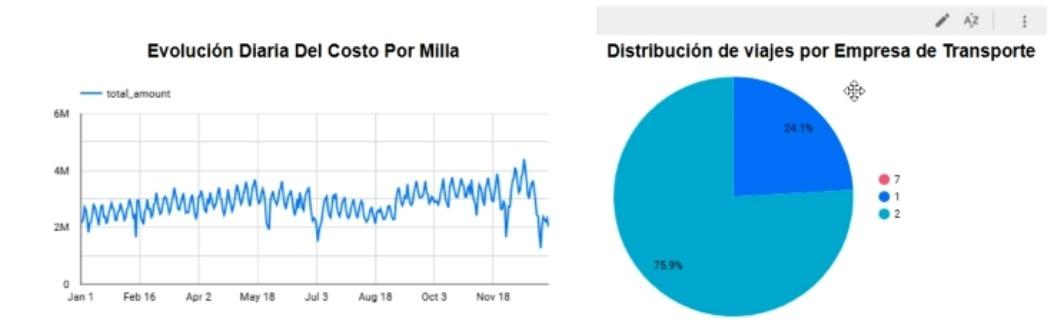 Evolución Diaria Del Costo Por Milla
total_amount
6M
4M
2M
0
Jan 1 Feb 16 Apr 2 May 18 Jul 3 Aug 18 Oct 3 Nov 18
AZ
Distribución de viajes por Empresa de Transporte
24.1%
75.9%
7
1
2